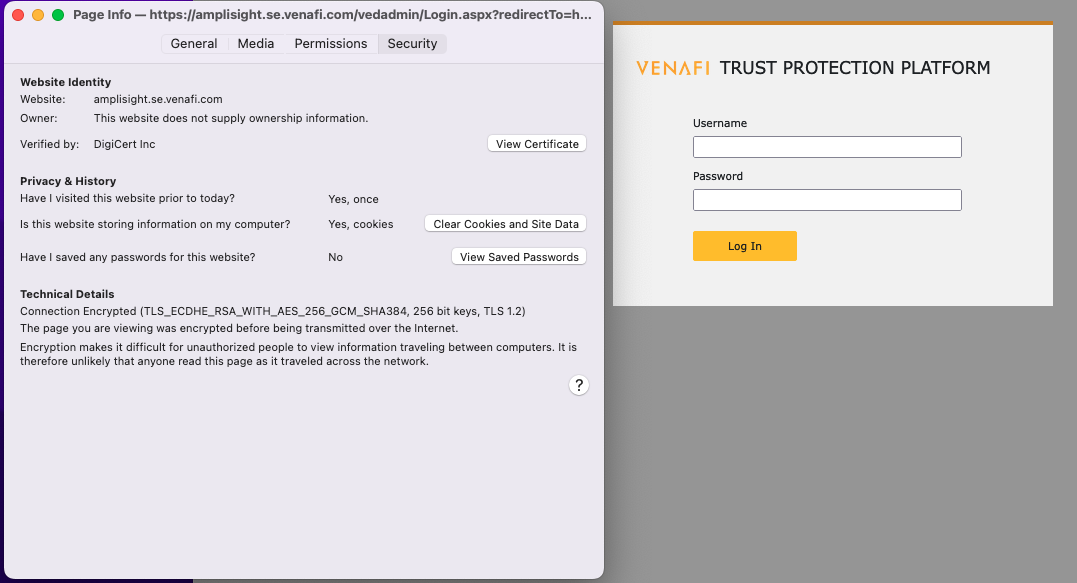 Page Info — https://amplisight.se.venafi.com/vedadmin/Login.aspx?redirectTo=h...
General Media Permissions Security
Website Identity
Website: amplisight.se.venafi.com
Owner: This website does not supply ownership information.
Verified by: DigiCert Inc View Certificate
Privacy & History
Have I visited this website prior to today? Yes, once
Is this website storing information on my computer? Yes, cookies Clear Cookies and Site Data
Have I saved any passwords for this website? No View Saved Passwords
Technical Details
Connection Encrypted (TLS_ECDHE_RSA_WITH_AES_256_GCM_SHA384, 256 bit keys, TLS 1.2)
The page you are viewing was encrypted before being transmitted over the Internet.
Encryption makes it difficult for unauthorized people to view information traveling between computers. It is
therefore unlikely that anyone read this page as it traveled across the network.
?
VENAFI TRUST PROTECTION PLATFORM
Username
Password
Log In